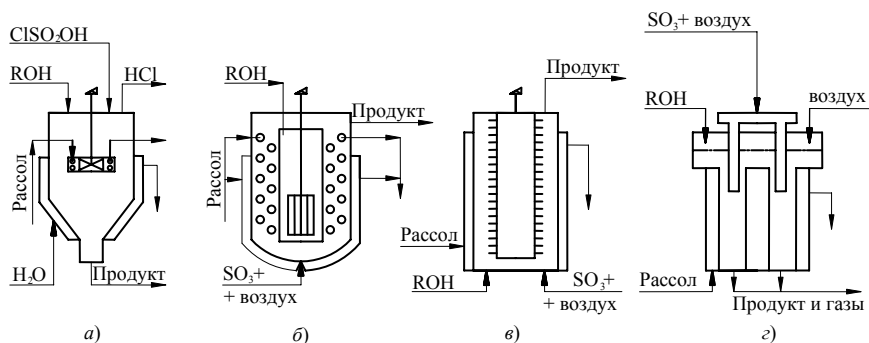 ClSO₂OH
ROH
HCl
Рассол
H₂O
Продукт
а)
ROH
Продукт
Рассол
SO₃+
+ воздух
б)
Продукт
Рассол
ROH
SO₃+
+ воздух
в)
SO₃+ воздух
ROH
воздух
Рассол
Продукт и газы
г)